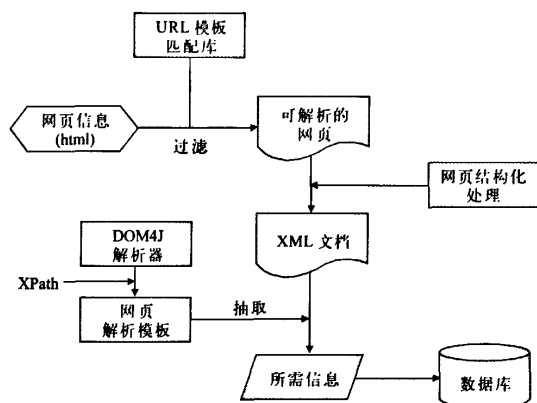 URL 模板
匹配库
网页信息
(html)
过滤
可解析的
网页
网页结构化
处理
XML 文档
DOM4J
解析器
XPath
网页
解析模板
抽取
所需信息
数据库